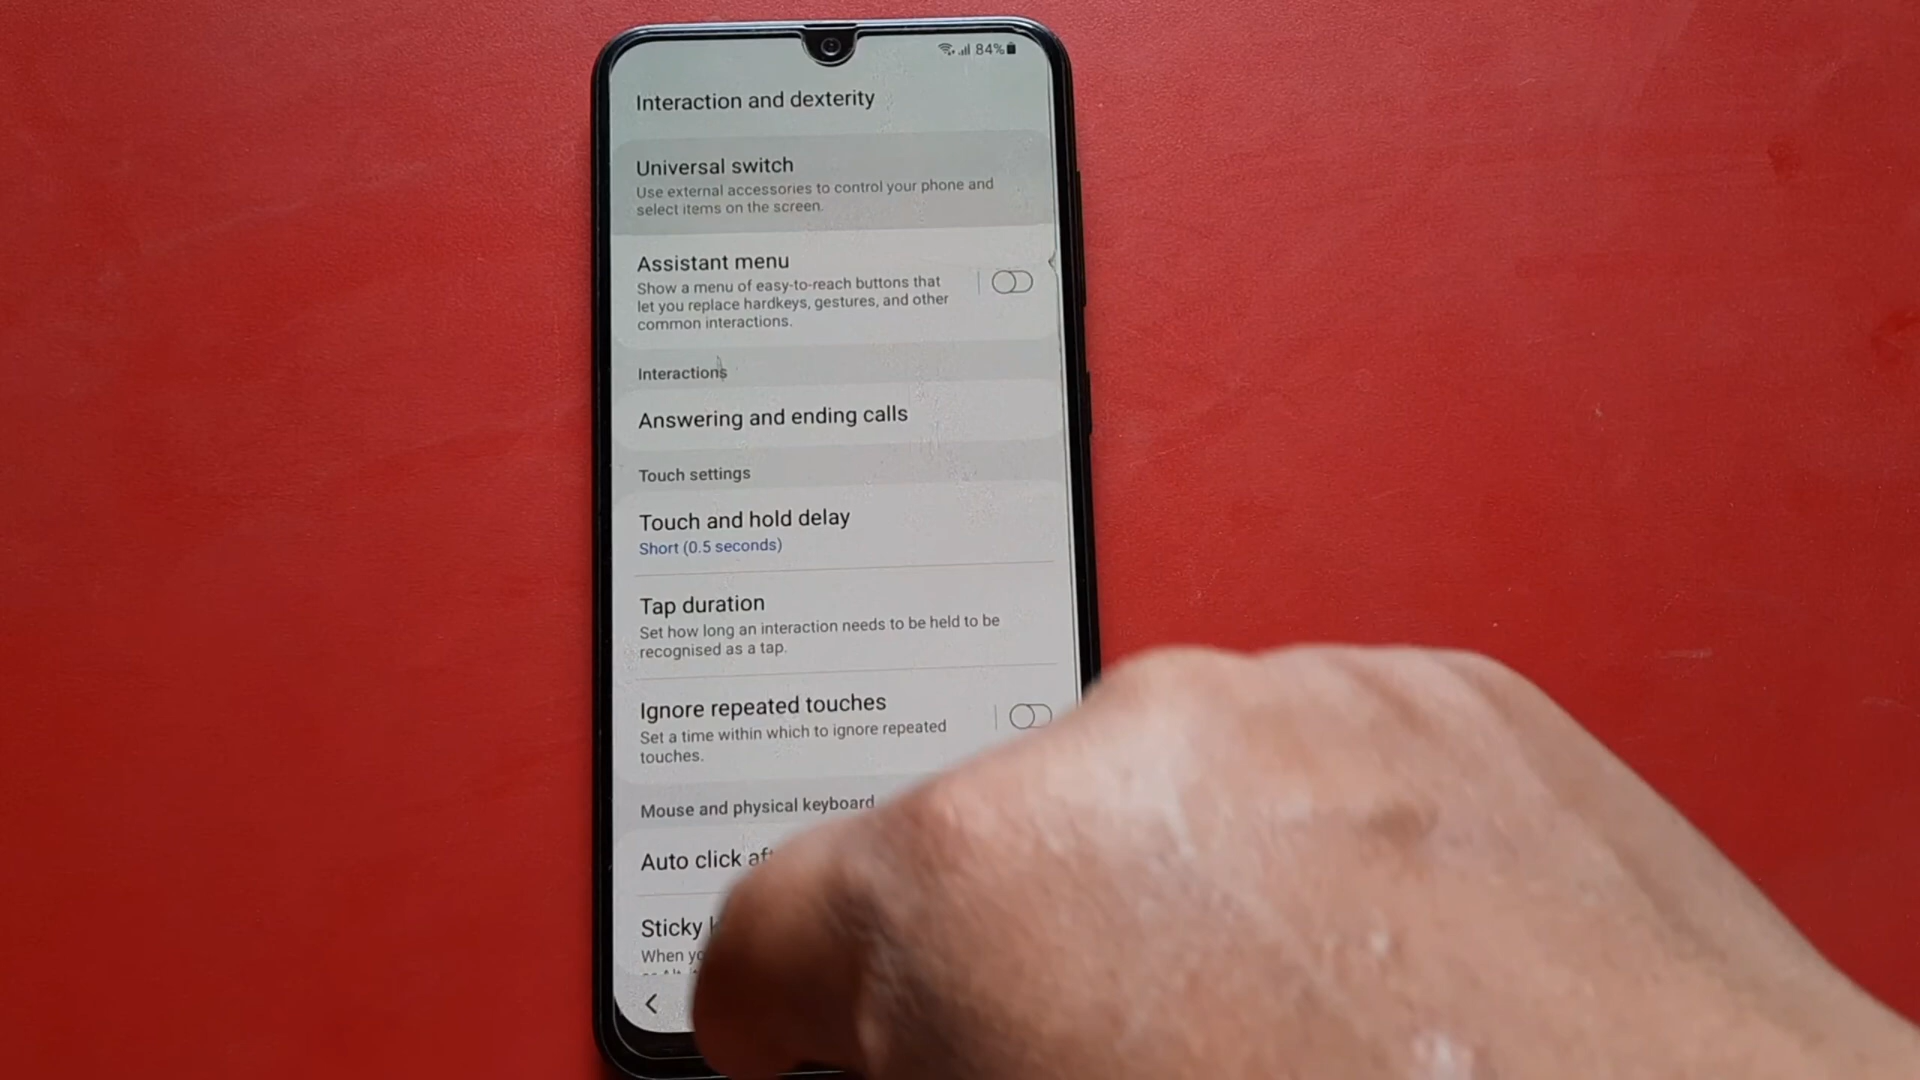 84%
Interaction and dexterity
Universal switch
Use external accessories to control your phone and
select items on the screen.
Assistant menu
Show a menu of easy-to-reach buttons that
let you replace hardkeys, gestures, and other
common interactions.
Interactions
Answering and ending calls
Touch settings
Touch and hold delay
Short (0.5 seconds)
Tap duration
Set how long an interaction needs to be held to be
recognised as a tap.
Ignore repeated touches
Set a time within which to ignore repeated
touches.
Mouse and physical keyboard
Auto click
Sticky
When